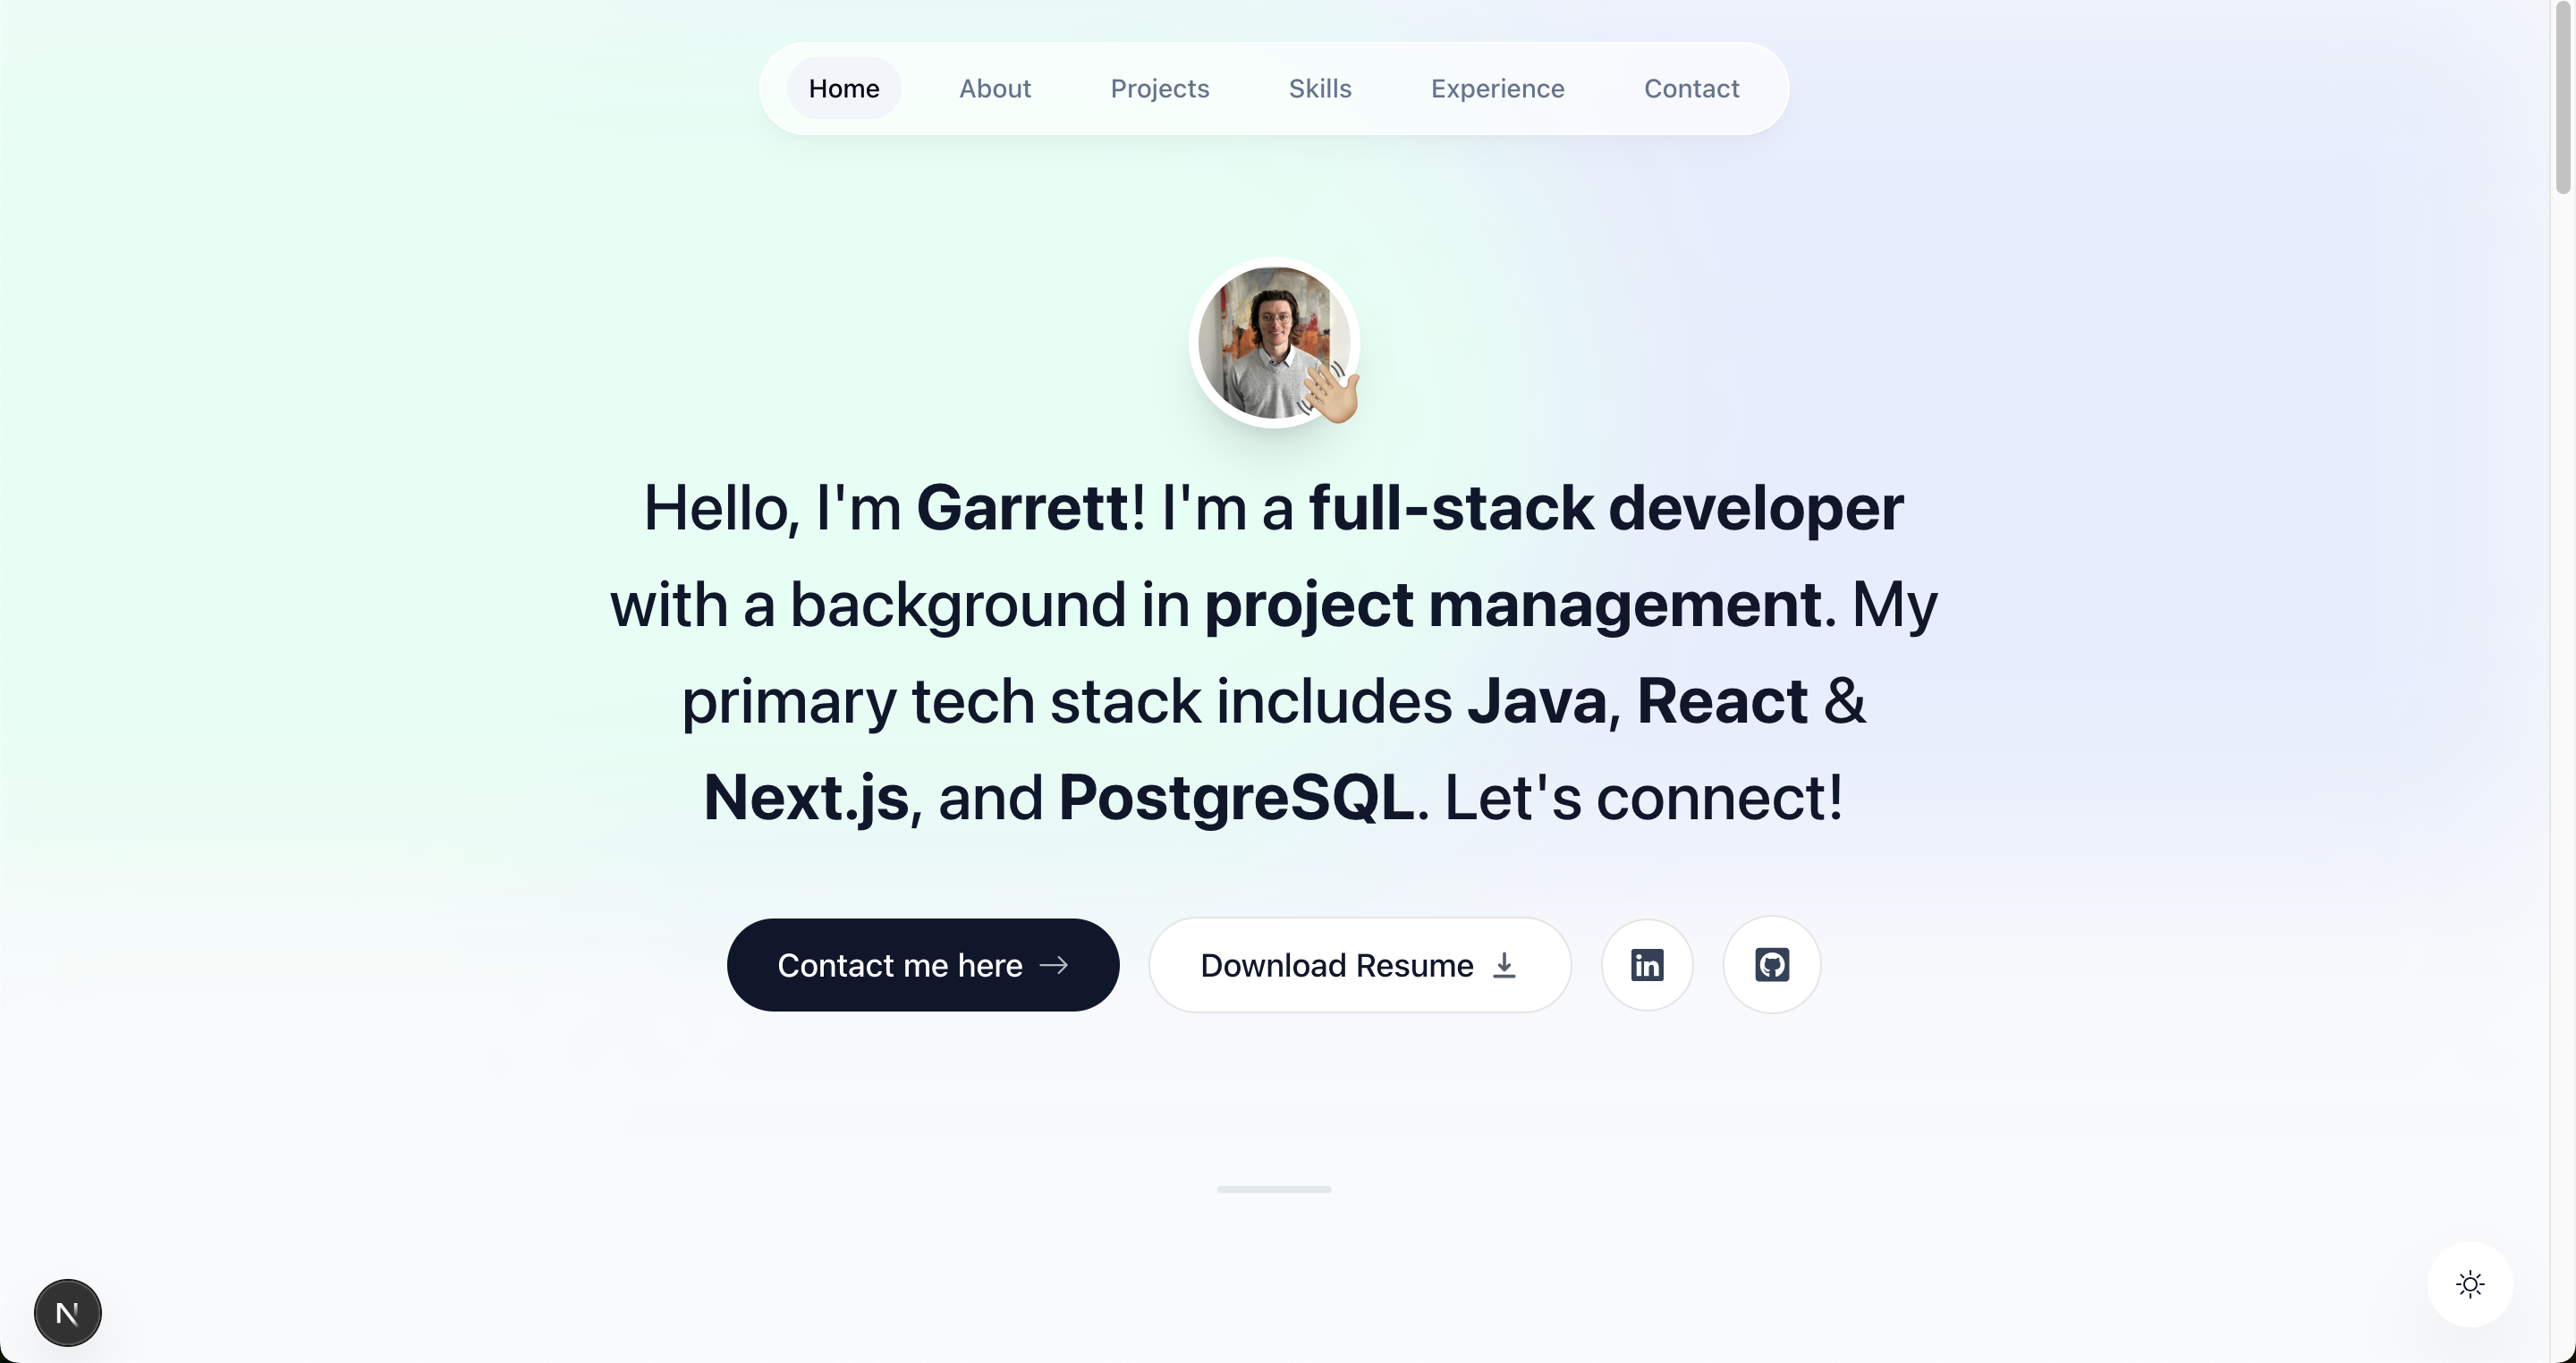 Home About Projects Skills Experience Contact
Hello, I'm Garrett! I'm a full-stack developer
with a background in project management. My
primary tech stack includes Java, React &
Next.js, and PostgreSQL. Let's connect!
Contact me here Download Resume in
N